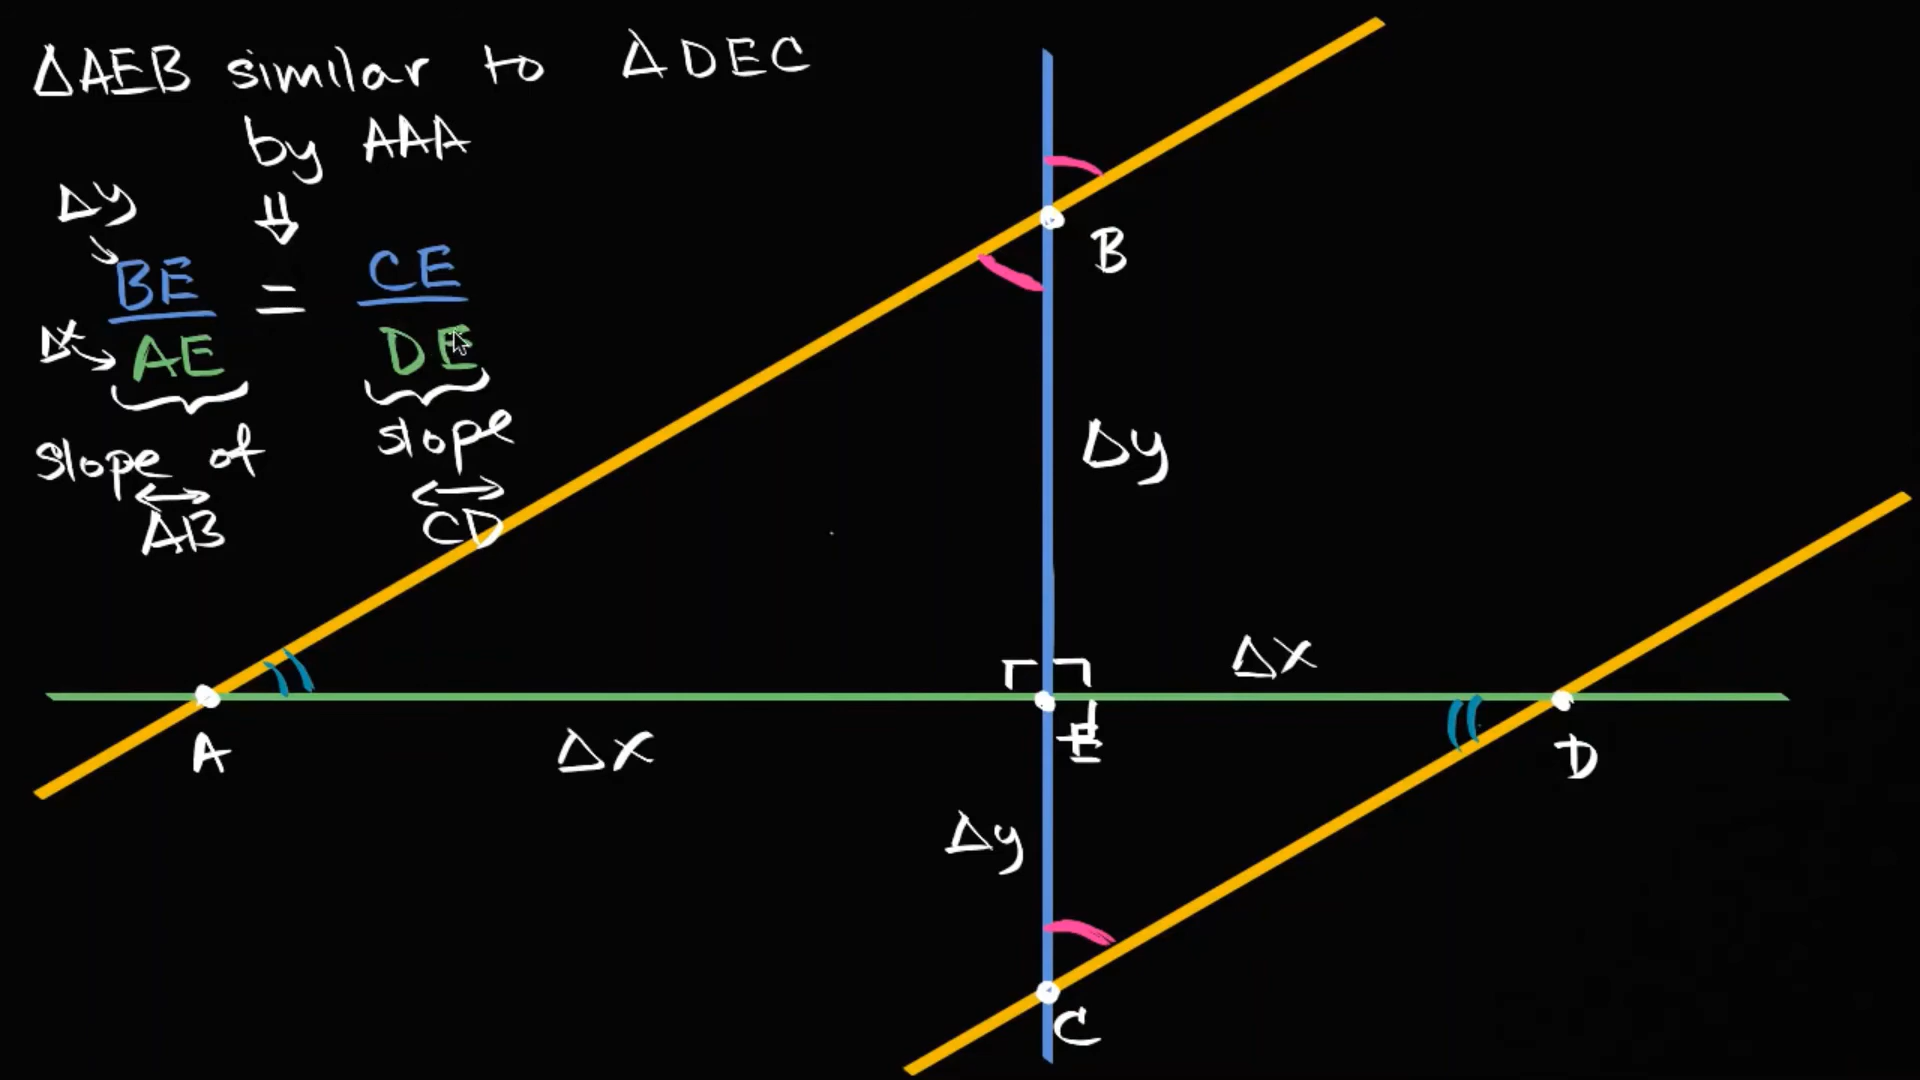 ΔAEB similar to ΔDEC
by AAA
Δy
⇓
BE = CE
Δx AE DE
slope of slope
AB CD
B
Δy
Δx
A Δx E D
Δy
C